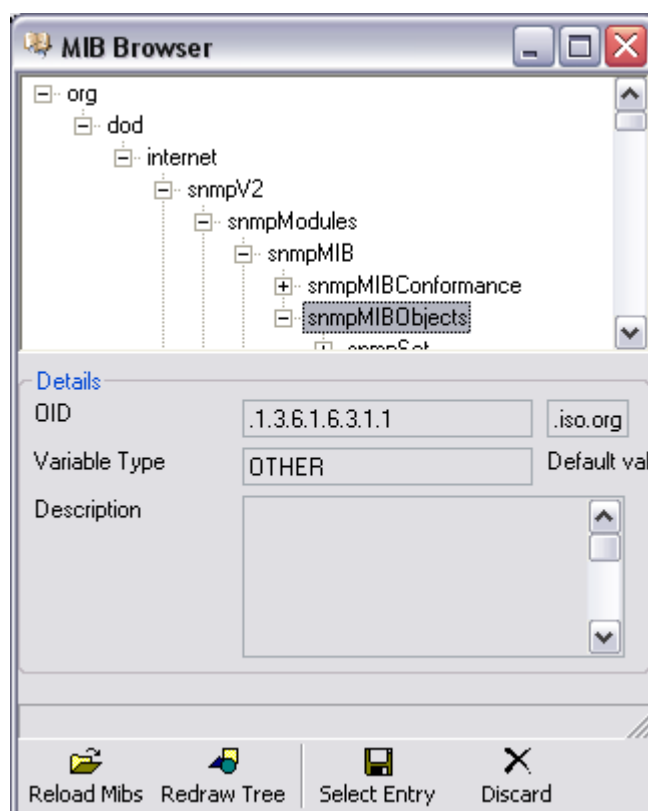 MIB Browser
org
dod
internet
snmpV2
snmpModules
snmpMIB
snmpMIBConformance
snmpMIBObjects
snmpSet
Details
OID .1.3.6.1.6.3.1.1 .iso.org
Variable Type OTHER Default val
Description
Reload Mibs Redraw Tree Select Entry Discard